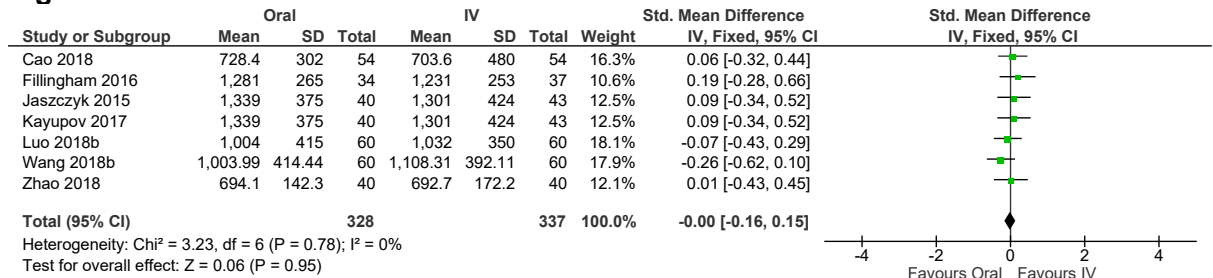 Oral IV Std. Mean Difference Std. Mean Difference
Study or Subgroup Mean SD Total Mean SD Total Weight IV, Fixed, 95% CI IV, Fixed, 95% CI
Cao 2018 728.4 302 54 703.6 480 54 16.3% 0.06 [-0.32, 0.44]
Fillingham 2016 1,281 265 34 1,231 253 37 10.6% 0.19 [-0.28, 0.66]
Jaszczyk 2015 1,339 375 40 1,301 424 43 12.5% 0.09 [-0.34, 0.52]
Kayupov 2017 1,339 375 40 1,301 424 43 12.5% 0.09 [-0.34, 0.52]
Luo 2018b 1,004 415 60 1,032 350 60 18.1% -0.07 [-0.43, 0.29]
Wang 2018b 1,003.99 414.44 60 1,108.31 392.11 60 17.9% -0.26 [-0.62, 0.10]
Zhao 2018 694.1 142.3 40 692.7 172.2 40 12.1% 0.01 [-0.43, 0.45]
Total (95% CI) 328 337 100.0% -0.00 [-0.16, 0.15]
Heterogeneity: Chi² = 3.23, df = 6 (P = 0.78); I² = 0%
Test for overall effect: Z = 0.06 (P = 0.95)
-4 -2 0 2 4
Favours Oral Favours IV